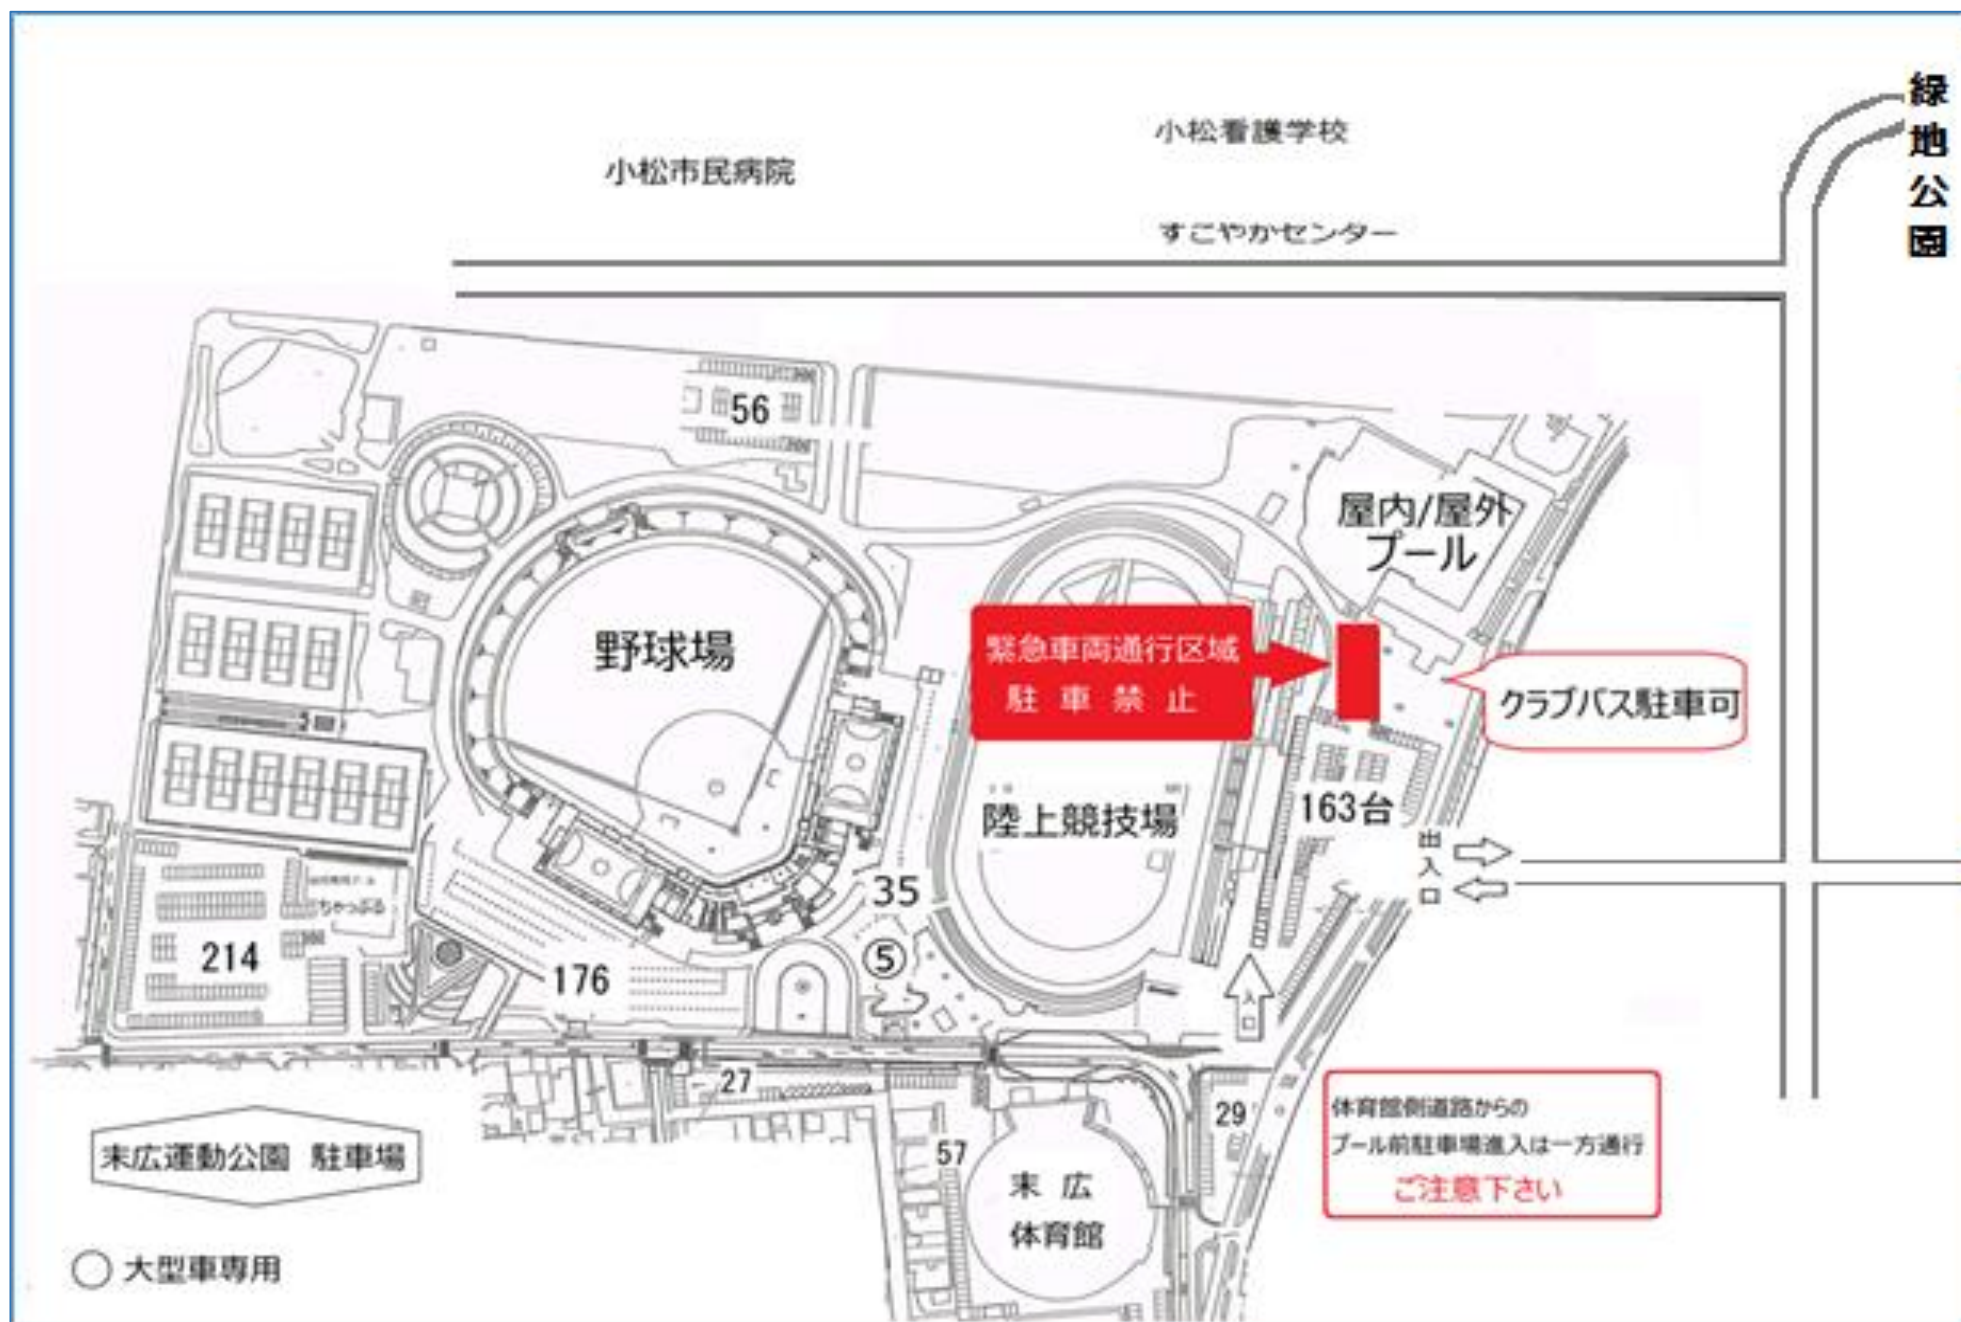 緑地公園
小松看護学校
小松市民病院
すこやかセンター
56
屋内/屋外
プール
野球場
緊急車両通行区域
駐車禁止
クラブバス駐車可
陸上競技場
163台
出入口
35
⑤
214
176
入口
27
29
57
末広
体育館
体育館側道路からの
プール前駐車場進入は一方通行
ご注意下さい
末広運動公園 駐車場
○ 大型車専用